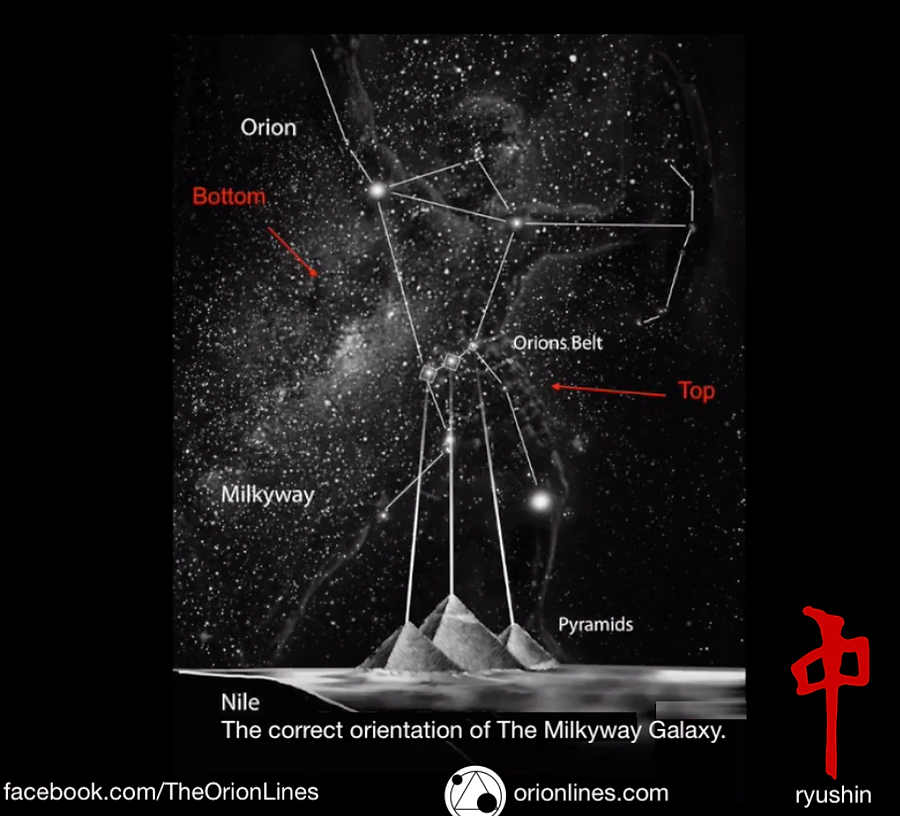 Orion
Bottom
Orions Belt
Top
Milkyway
Pyramids
中
Nile
The correct orientation of The Milkyway Galaxy.
facebook.com/TheOrionLines
orionlines.com
ryushin